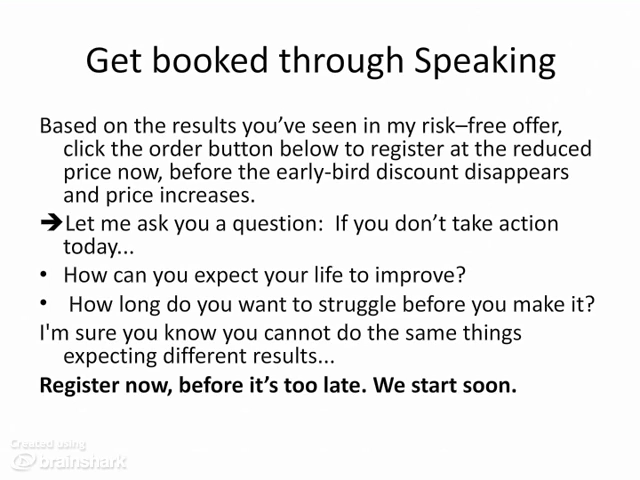 Get booked through Speaking
Based on the results you’ve seen in my risk–free offer,
click the order button below to register at the reduced
price now, before the early-bird discount disappears
and price increases.
➔Let me ask you a question:  If you don’t take action
today...
• How can you expect your life to improve?
•  How long do you want to struggle before you make it?
I'm sure you know you cannot do the same things
expecting different results...
Register now, before it’s too late. We start soon.
Created using
brainshark